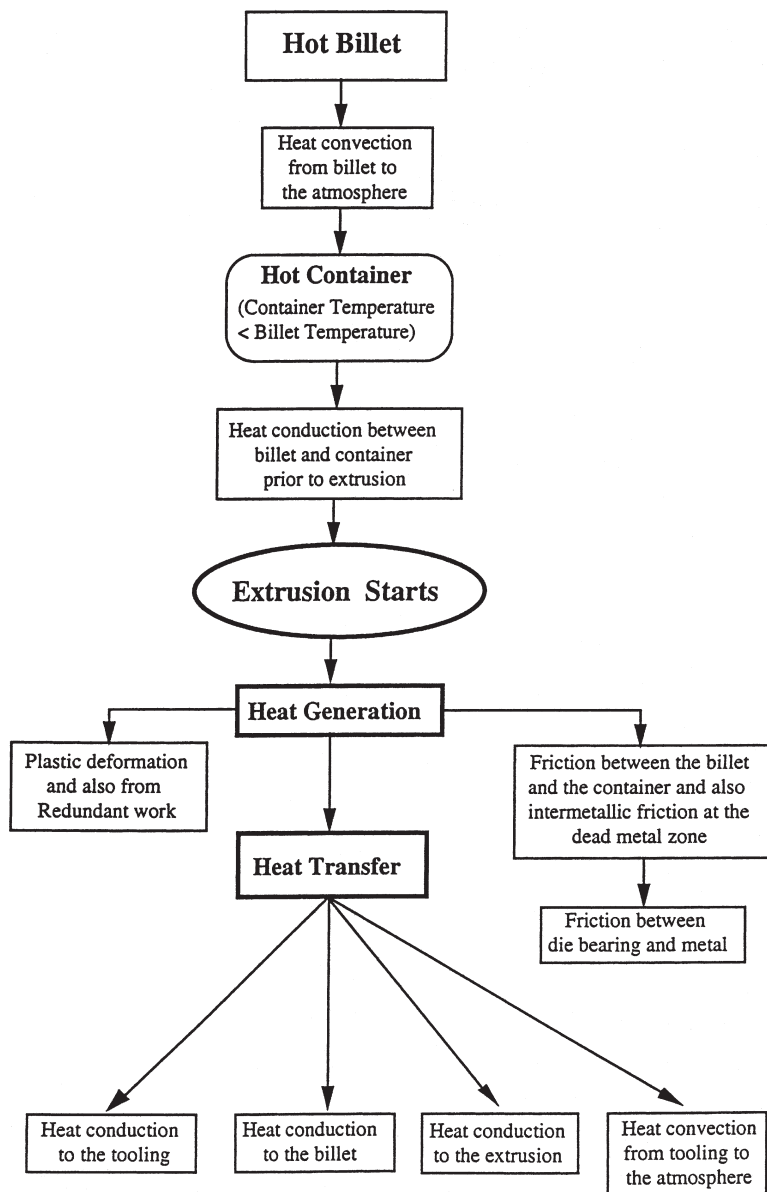 Hot Billet
Heat convection
from billet to
the atmosphere
Hot Container
(Container Temperature
< Billet Temperature)
Heat conduction between
billet and container
prior to extrusion
Extrusion Starts
Heat Generation
Plastic deformation
and also from
Redundant work
Friction between the billet
and the container and also
intermetallic friction at the
dead metal zone
Heat Transfer
Friction between
die bearing and metal
Heat conduction
to the tooling
Heat conduction
to the billet
Heat conduction
to the extrusion
Heat convection
from tooling to
the atmosphere